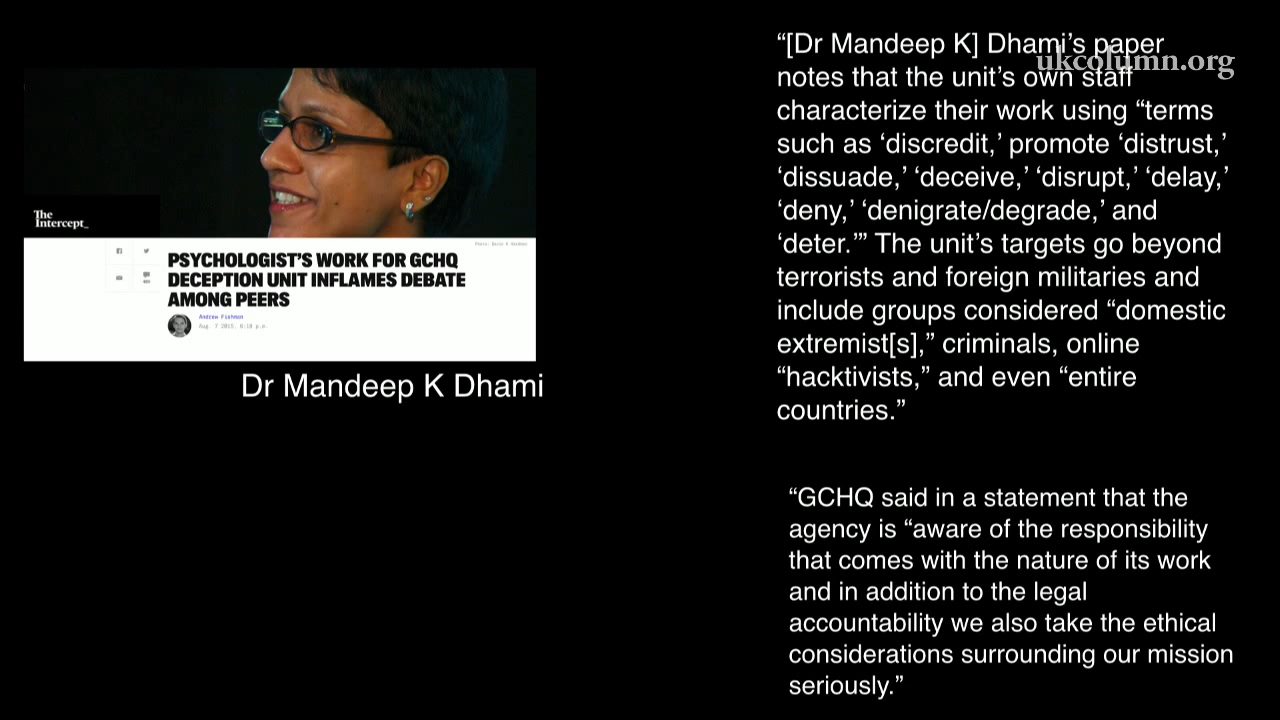 The
Intercept_
PSYCHOLOGIST'S WORK FOR GCHQ
DECEPTION UNIT INFLAMES DEBATE
AMONG PEERS
Andrew Fishman
Aug. 7 2015, 6:10 p.m.
Dr Mandeep K Dhami
ukcolumn.org
“[Dr Mandeep K] Dhami’s paper
notes that the unit’s own staff
characterize their work using “terms
such as ‘discredit,’ promote ‘distrust,’
‘dissuade,’ ‘deceive,’ ‘disrupt,’ ‘delay,’
‘deny,’ ‘denigrate/degrade,’ and
‘deter.’” The unit’s targets go beyond
terrorists and foreign militaries and
include groups considered “domestic
extremist[s],” criminals, online
“hacktivists,” and even “entire
countries.”
“GCHQ said in a statement that the
agency is “aware of the responsibility
that comes with the nature of its work
and in addition to the legal
accountability we also take the ethical
considerations surrounding our mission
seriously.”